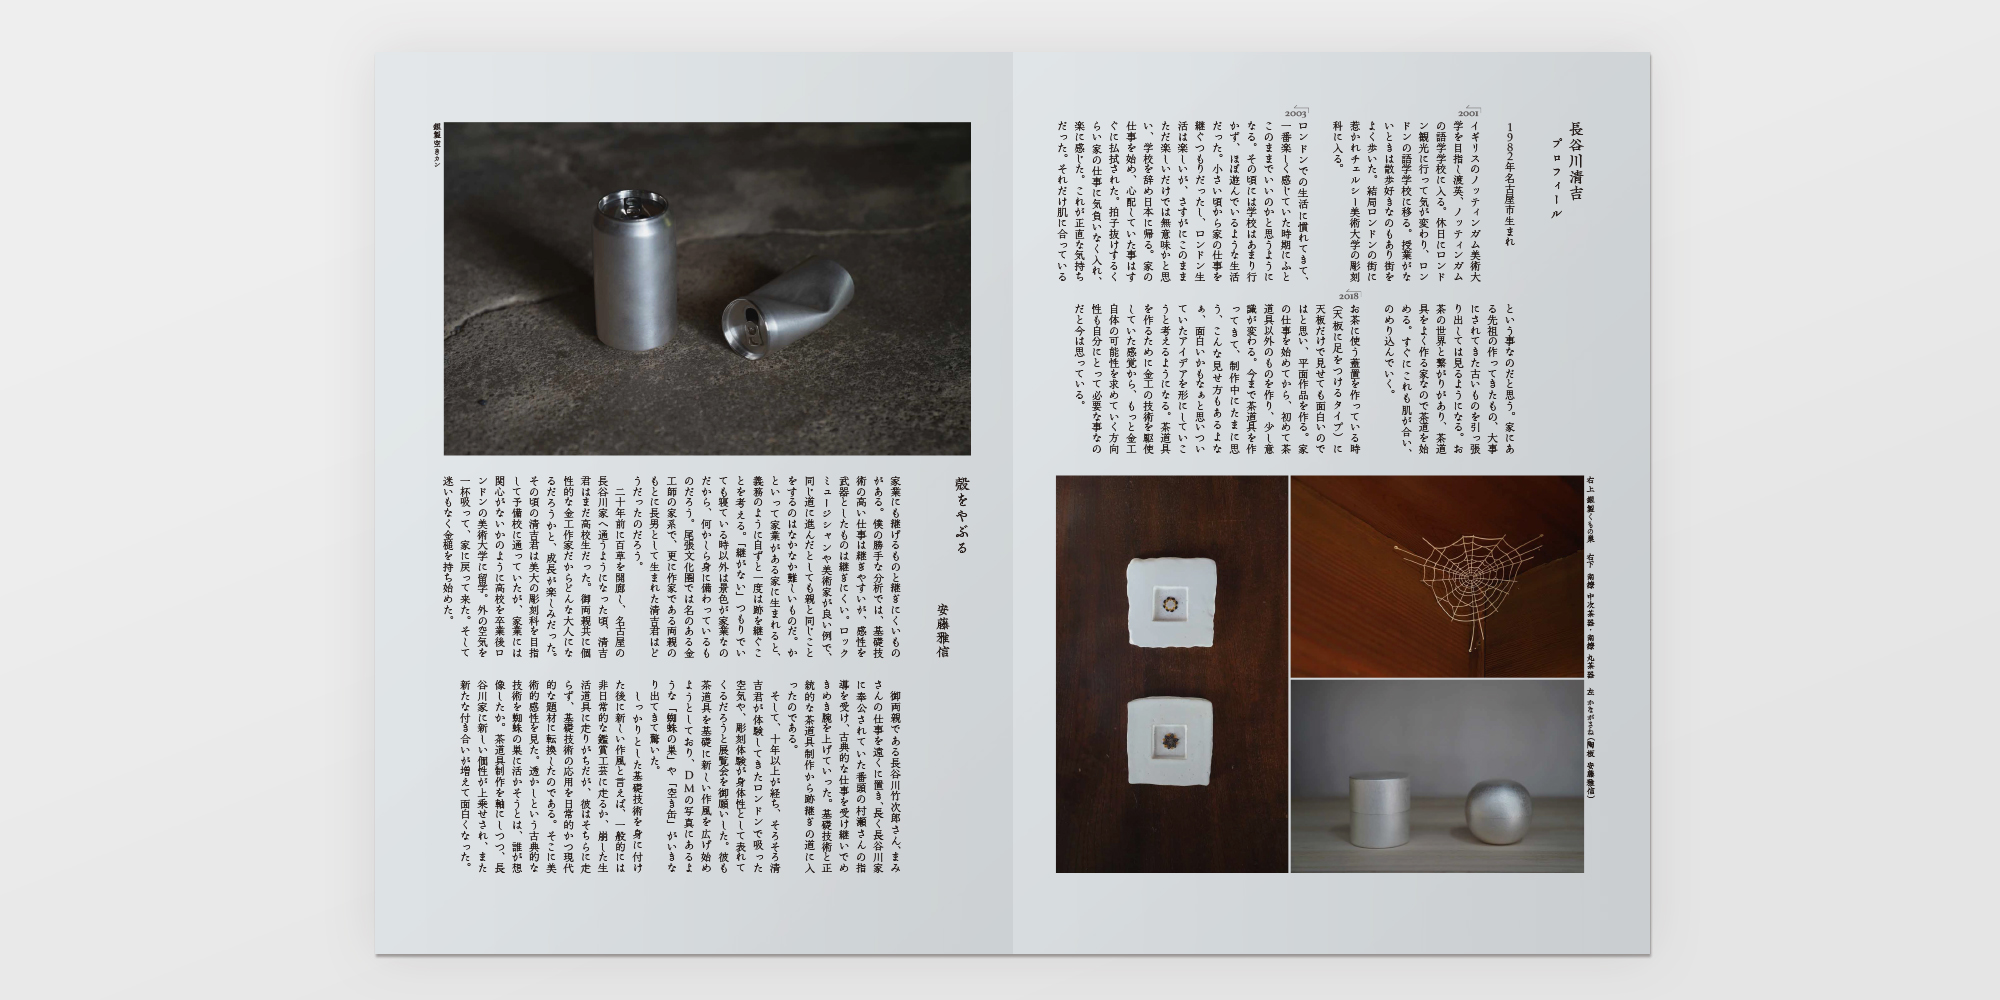 長谷川清吉
プロフィール
1982年名古屋市生まれ
2001
イギリスのノッティンガム美術大
学を目指し渡英、ノッティンガム
の語学学校に入る。休日にロンド
ン観光に行って気が変わり、ロン
ドンの語学学校に移る。授業がな
いときは散歩好きなのもあり街を
よく歩いた。結局ロンドンの街に
惹かれチェルシー美術大学の彫刻
科に入る。
2003
ロンドンでの生活に慣れてきて、
一番楽しく感じていた時期にふと
このままでいいのかと思うように
なる。その頃には学校はあまり行
かず、ほぼ遊んでいるような生活
だった。小さい頃から家の仕事を
継ぐつもりだったし、ロンドン生
活は楽しいが、さすがにこのまま
ただ楽しいだけでは無意味かと思
い、学校を辞め日本に帰る。家の
仕事を始め、心配していた事はす
ぐに払拭された。拍子抜けするく
らい家の仕事に気負いなく入れ、
楽に感じた。これが正直な気持ち
だった。それだけ肌に合っている
という事なのだと思う。家にあ
る先祖の作ってきたもの、大事
にされてきた古いものを引っ張
り出しては見るようになる。お
茶の世界と繋がりがあり、茶道
具をよく作る家なので茶道を始
める。すぐにこれも肌が合い、
のめり込んでいく。
2018
お茶に使う蓋置を作っている時
(天板に足をつけるタイプ)に
天板だけで見せても面白いので
はと思い、平面作品を作る。家
の仕事を始めてから、初めて茶
道具以外のものを作り、少し意
識が変わる。今まで茶道具を作
ってきて、制作中にたまに思
う、こんな見せ方もあるよな
ぁ、面白いかもなぁと思いつい
ていたアイデアを形にしていこ
うと考えるようになる。茶道具
を作るために金工の技術を駆使
していた感覚から、もっと金工
自体の可能性を求めていく方向
性も自分にとって必要な事なの
だと今は思っている。
右上 銀製くもの巣 右下 南鐐 中次茶器・南鐐 丸茶器 左 かながさね(陶板 安藤雅信)
銀製空きカン
殻をやぶる
安藤雅信
家業にも継げるものと継ぎにくいもの
がある。僕の勝手な分析では、基礎技
術の高い仕事は継ぎやすいが、感性を
武器としたものは継ぎにくい。ロック
ミュージシャンや美術家が良い例で、
同じ道に進んだとしても親と同じこと
をするのはなかなか難しいものだ。か
といって家業がある家に生まれると、
義務のように自ずと一度は跡を継ぐこ
とを考える。「継がない」つもりでい
ても寝ている時以外は景色が家業なの
だから、何かしら身に備わっているも
のだろう。尾張文化圏では名のある金
工師の家系で、更に作家である両親の
もとに長男として生まれた清吉君はど
うだったのだろう。
二十年前に百草を開廊し、名古屋の
長谷川家へ通うようになった頃、清吉
君はまだ高校生だった。御両親共に個
性的な金工作家だからどんな大人にな
るだろうかと、成長が楽しみだった。
その頃の清吉君は美大の彫刻科を目指
して予備校に通っていたが、家業には
関心がないかのように高校を卒業後ロ
ンドンの美術大学に留学。外の空気を
一杯吸って、家に戻って来た。そして
迷いもなく金槌を持ち始めた。
御両親である長谷川竹次郎さん、まみ
さんの仕事を遠くに置き、長く長谷川家
に奉公されていた番頭の村瀬さんの指
導を受け、古典的な仕事を受け継いでめ
きめき腕を上げていった。基礎技術と正
統的な茶道具制作から跡継ぎの道に入
ったのである。
そして、十年以上が経ち、そろそろ清
吉君が体験してきたロンドンで吸った
空気や、彫刻体験が身体性として表れて
くるだろうと展覧会を御願いした。彼も
茶道具を基礎に新しい作風を広げ始め
ようとしており、DMの写真にあるよ
うな「蜘蛛の巣」や「空き缶」がいきな
り出てきて驚いた。
しっかりとした基礎技術を身に付け
た後に新しい作風と言えば、一般的には
非日常的な鑑賞工芸に走るか、崩した生
活道具に走りがちだが、彼はそちらに走
らず、基礎技術の応用を日常的かつ現代
的な題材に転換したのである。そこに美
術的感性を見た。透かしという古典的な
技術を蜘蛛の巣に活かそうとは、誰が想
像したか。茶道具制作を軸にしつつ、長
谷川家に新しい個性が上乗せされ、また
新たな付き合いが増えて面白くなった。